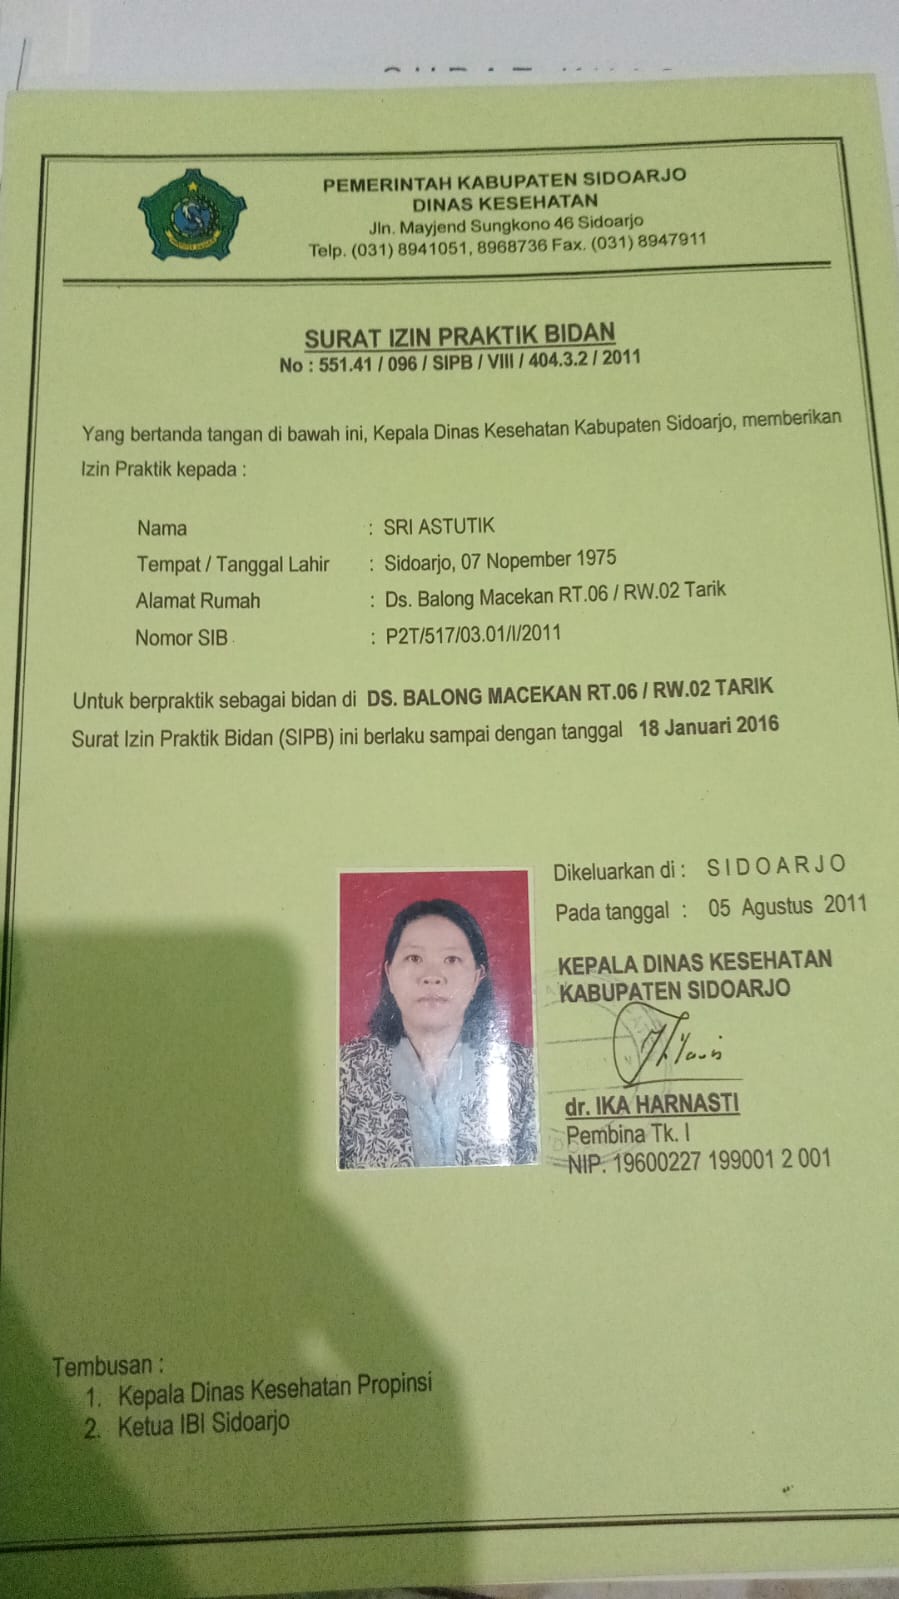 PEMERINTAH KABUPATEN SIDOARJO
DINAS KESEHATAN
Jln. Mayjend Sungkono 46 Sidoarjo
Telp. (031) 8941051, 8968736 Fax. (031) 8947911
SURAT IZIN PRAKTIK BIDAN
No : 551.41 / 096 / SIPB / VIII / 404.3.2 / 2011
Yang bertanda tangan di bawah ini, Kepala Dinas Kesehatan Kabupaten Sidoarjo, memberikan
Izin Praktik kepada :
Nama : SRI ASTUTIK
Tempat / Tanggal Lahir : Sidoarjo, 07 Nopember 1975
Alamat Rumah : Ds. Balong Macekan RT.06 / RW.02 Tarik
Nomor SIB : P2T/517/03.01/I/2011
Untuk berpraktik sebagai bidan di DS. BALONG MACEKAN RT.06 / RW.02 TARIK
Surat Izin Praktik Bidan (SIPB) ini berlaku sampai dengan tanggal 18 Januari 2016
Dikeluarkan di : SIDOARJO
Pada tanggal : 05 Agustus 2011
KEPALA DINAS KESEHATAN
KABUPATEN SIDOARJO
dr. IKA HARNASTI
Pembina Tk. I
NIP. 19600227 199001 2 001
Tembusan :
1. Kepala Dinas Kesehatan Propinsi
2. Ketua IBI Sidoarjo